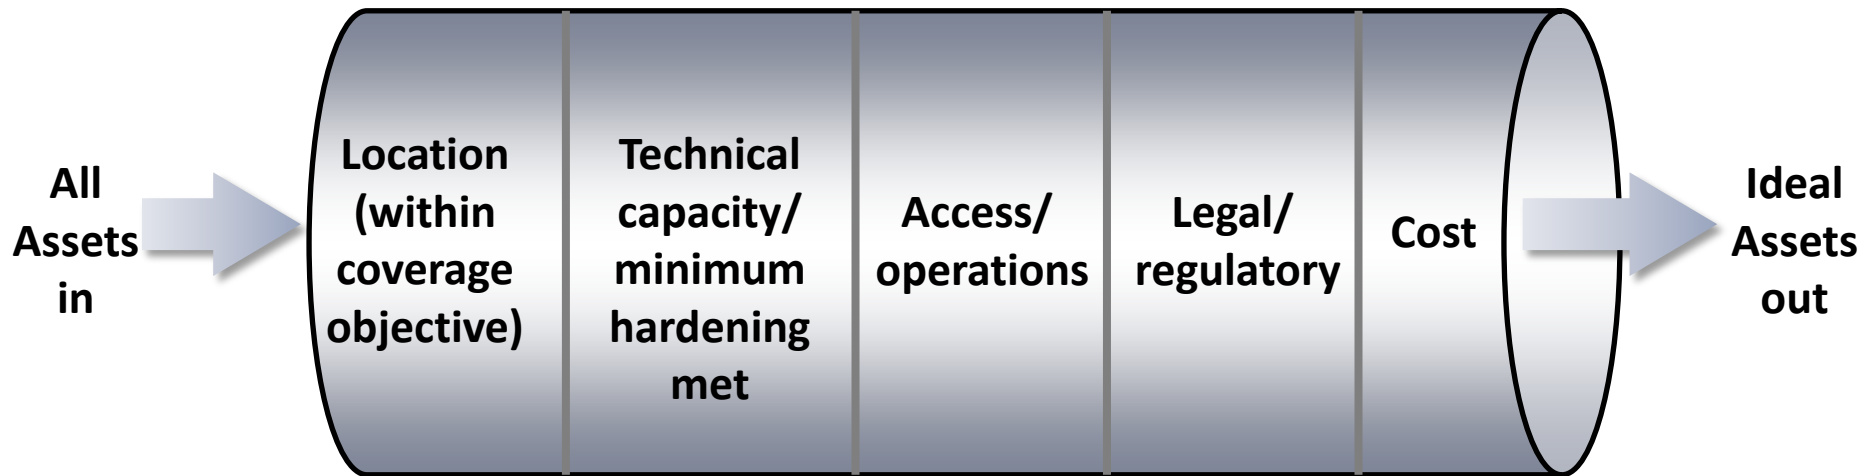 All
Assets
in
Location
(within
coverage
objective)
Technical
capacity/
minimum
hardening
met
Access/
operations
Legal/
regulatory
Cost
Ideal
Assets
out